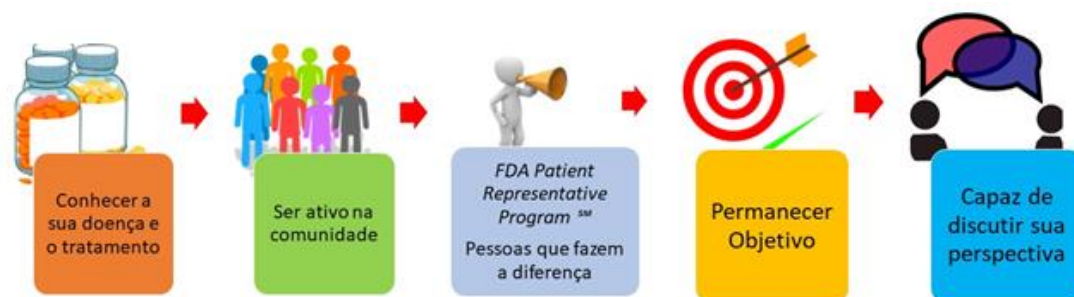 Conhecer a
sua doença e
o tratamento
Ser ativo na
comunidade
FDA Patient
Representative
Program ℠
Pessoas que fazem
a diferença
Permanecer
Objetivo
Capaz de
discutir sua
perspectiva